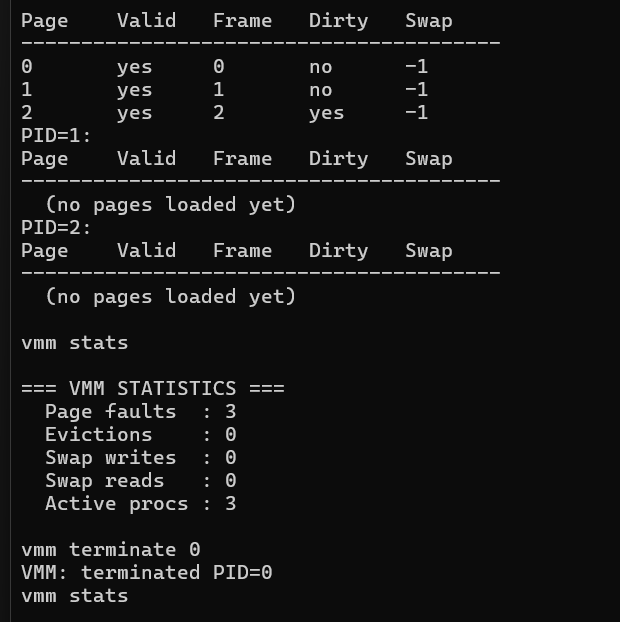 Page Valid Frame Dirty Swap
----------------------------------------
0 yes 0 no -1
1 yes 1 no -1
2 yes 2 yes -1
PID=1:
Page Valid Frame Dirty Swap
----------------------------------------
(no pages loaded yet)
PID=2:
Page Valid Frame Dirty Swap
----------------------------------------
(no pages loaded yet)
vmm stats
=== VMM STATISTICS ===
Page faults : 3
Evictions : 0
Swap writes : 0
Swap reads : 0
Active procs : 3
vmm terminate 0
VMM: terminated PID=0
vmm stats